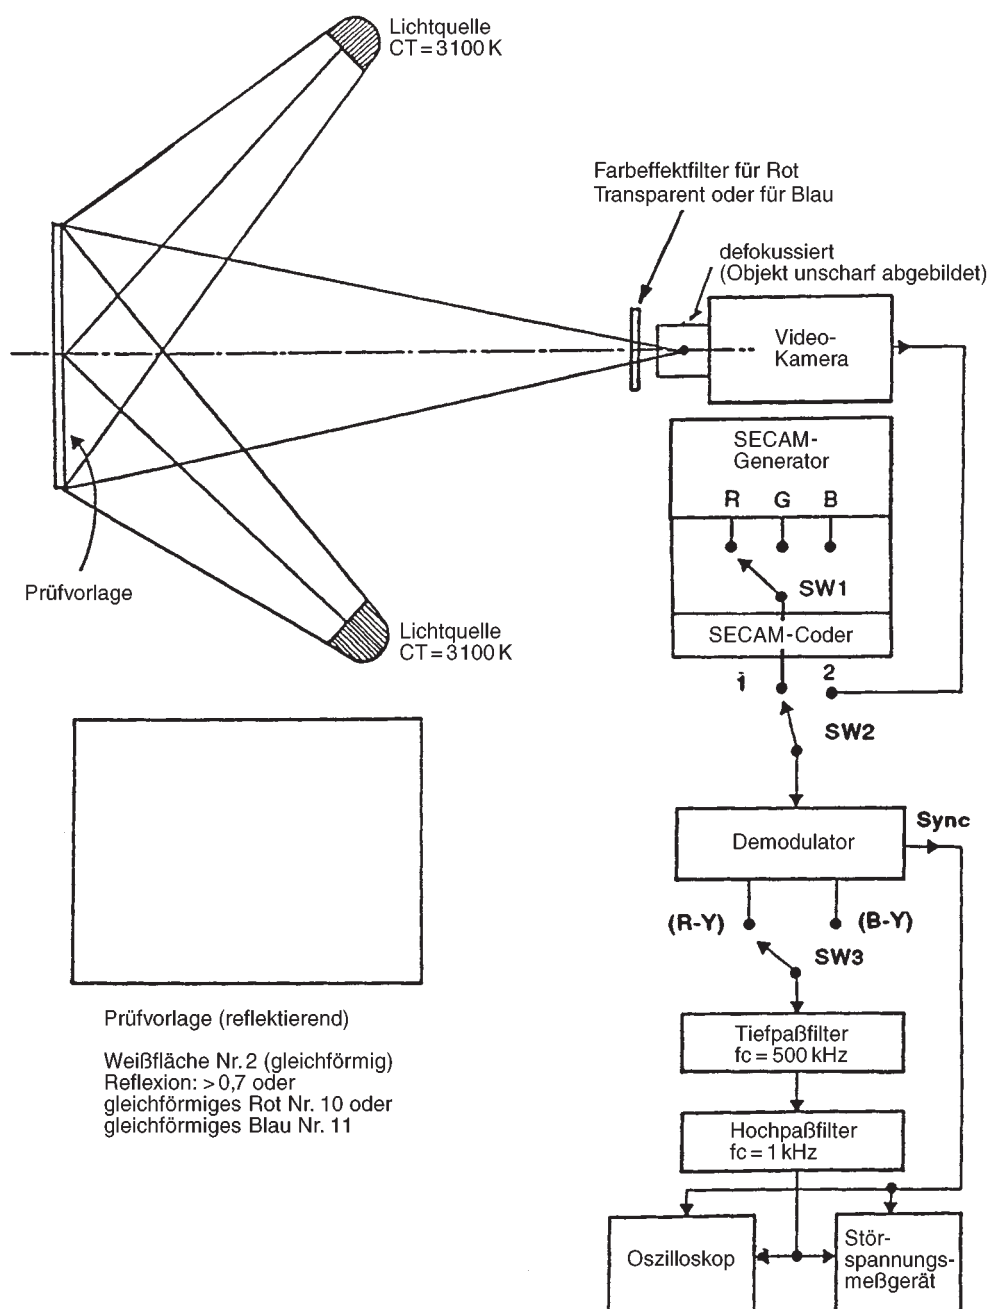 Lichtquelle
CT = 3100 K
Farbeffektfilter für Rot
Transparent oder für Blau
defokussiert
(Objekt unscharf abgebildet)
Video-
Kamera
SECAM-
Generator
R G B
SW1
SECAM-Coder
1 2
SW2
Prüfvorlage
Lichtquelle
CT = 3100 K
Demodulator
Sync
(R-Y) (B-Y)
SW3
Tiefpaßfilter
fc = 500 kHz
Hochpaßfilter
fc = 1 kHz
Oszilloskop
Stör-
spannungs-
meßgerät
Prüfvorlage (reflektierend)
Weißfläche Nr. 2 (gleichförmig)
Reflexion: > 0,7 oder
gleichförmiges Rot Nr. 10 oder
gleichförmiges Blau Nr. 11